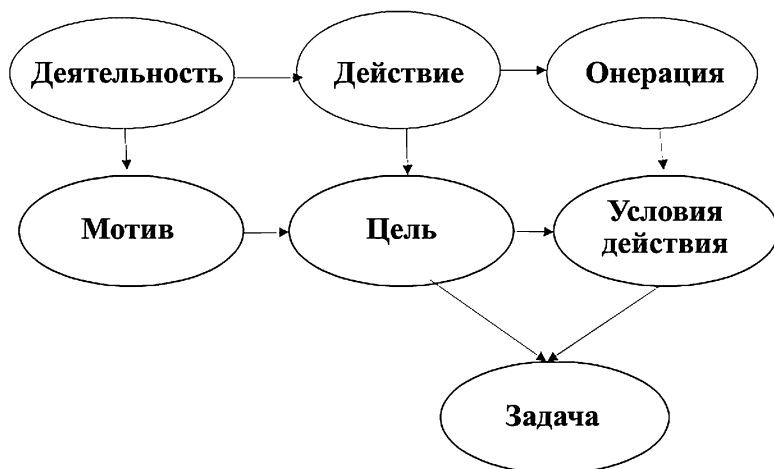 Деятельность
Действие
Онерация
Мотив
Цель
Условия
действия
Задача